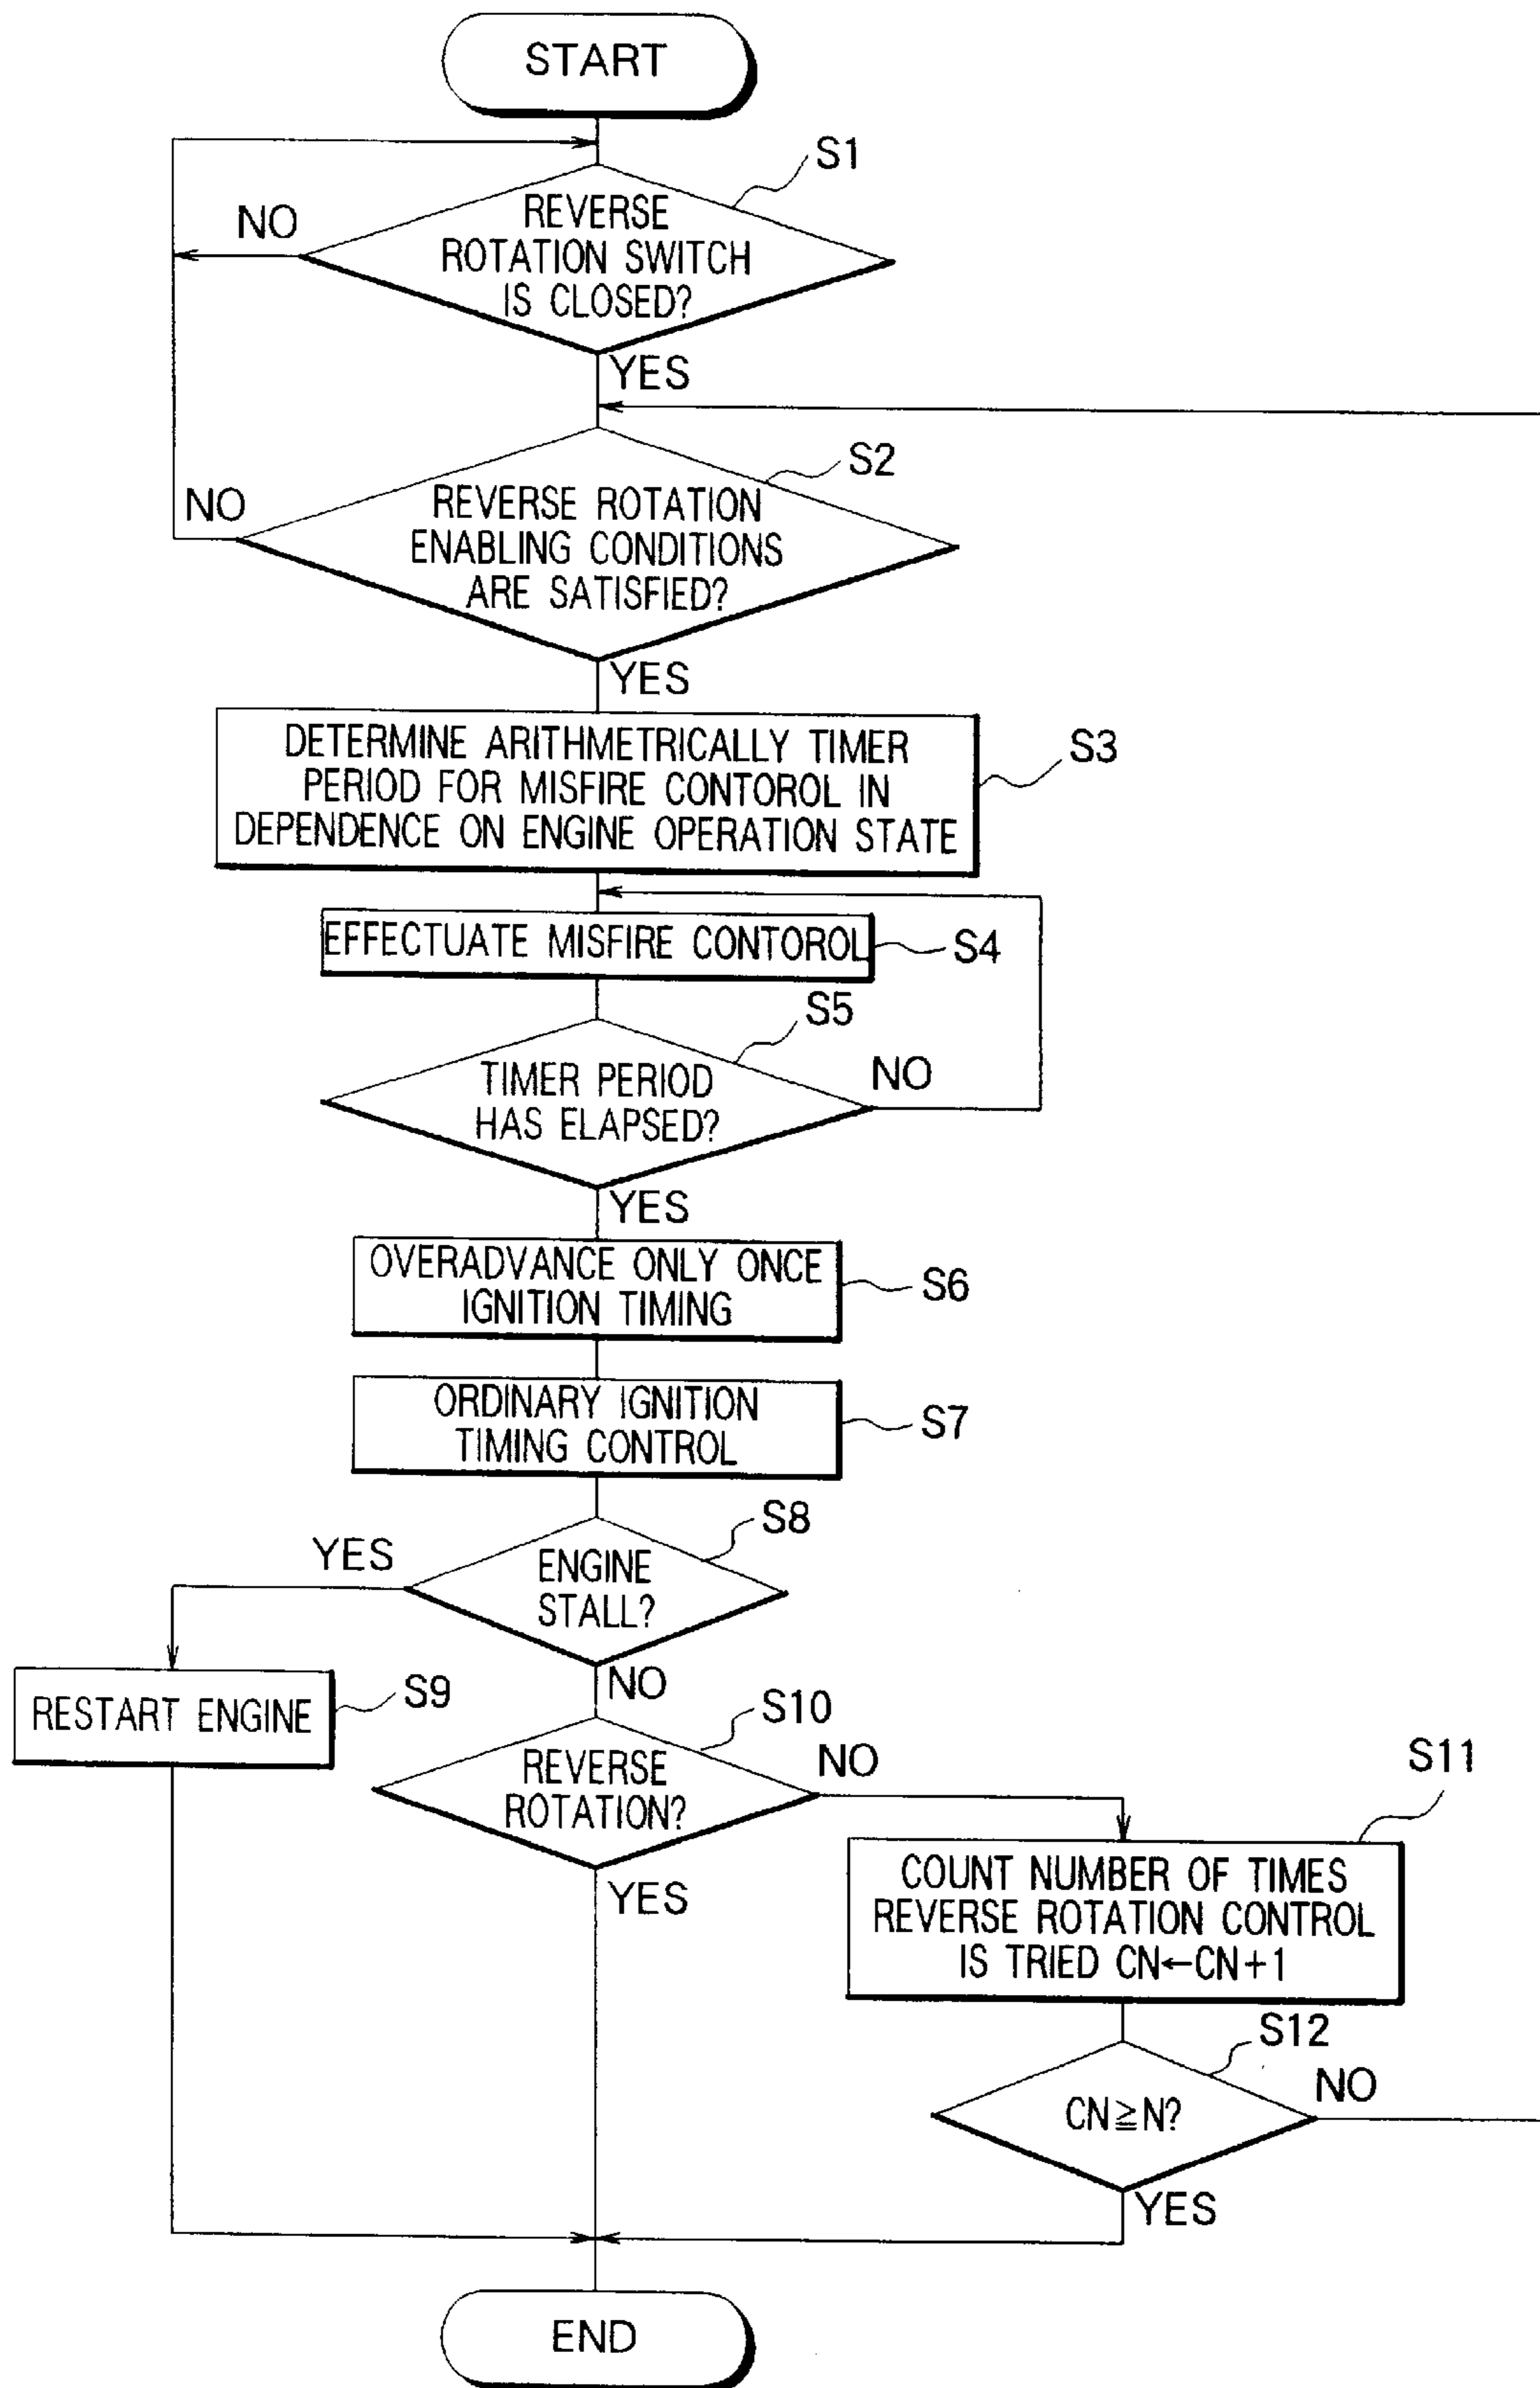 START
S1
REVERSE
ROTATION SWITCH
IS CLOSED?
NO
YES
S2
REVERSE ROTATION
ENABLING CONDITIONS
ARE SATISFIED?
NO
YES
S3
DETERMINE ARITHMETRICALLY TIMER
PERIOD FOR MISFIRE CONTOROL IN
DEPENDENCE ON ENGINE OPERATION STATE
EFFECTUATE MISFIRE CONTOROL
S4
S5
TIMER PERIOD
HAS ELAPSED?
NO
YES
OVERADVANCE ONLY ONCE
IGNITION TIMING
S6
ORDINARY IGNITION
TIMING CONTROL
S7
S8
ENGINE
STALL?
YES
NO
RESTART ENGINE
S9
S10
REVERSE
ROTATION?
NO
YES
S11
COUNT NUMBER OF TIMES
REVERSE ROTATION CONTROL
IS TRIED CN←CN+1
S12
CN≧N?
NO
YES
END